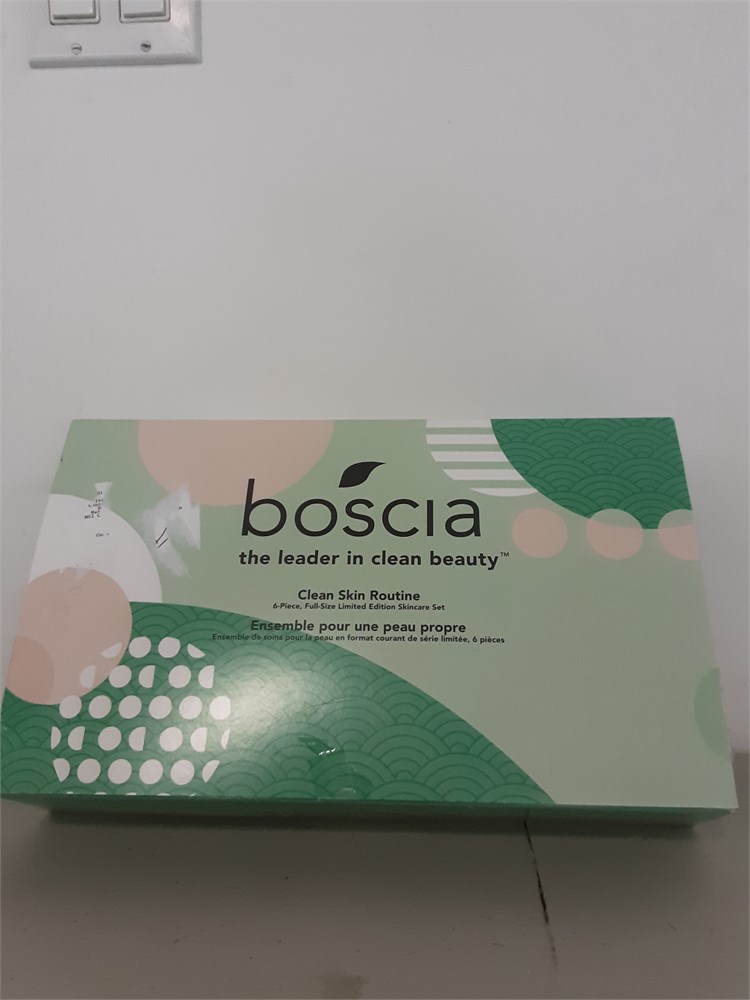 boscia
the leader in clean beauty™
Clean Skin Routine
6-Piece, Full-Size Limited Edition Skincare Set
Ensemble pour une peau propre
Ensemble de soins pour la peau en format courant de série limitée, 6 pièces